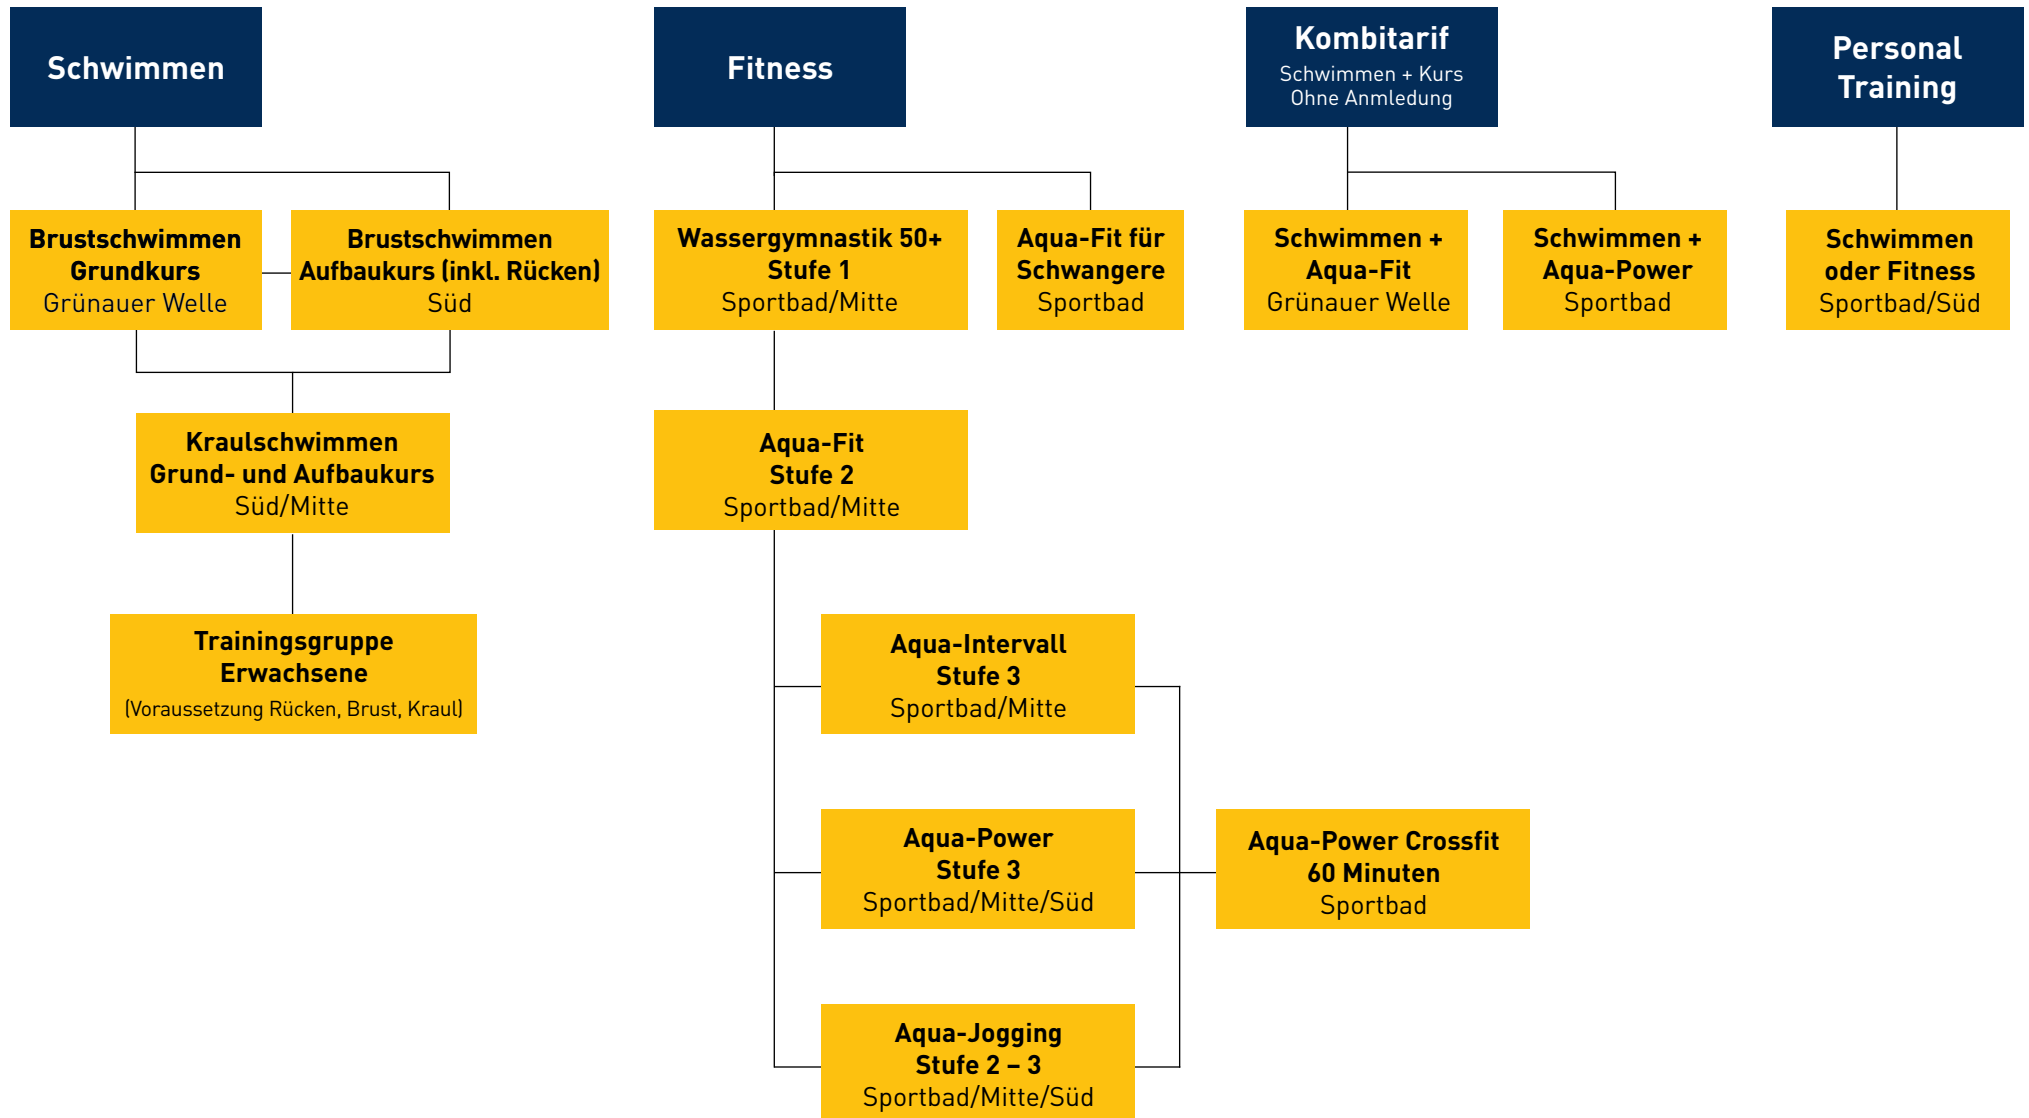 Schwimmen
Fitness
Kombitarif
Schwimmen + Kurs
Ohne Anmledung
Personal
Training
Brustschwimmen
Grundkurs
Grünauer Welle
Brustschwimmen
Aufbaukurs (inkl. Rücken)
Süd
Wassergymnastik 50+
Stufe 1
Sportbad/Mitte
Aqua-Fit für
Schwangere
Sportbad
Schwimmen +
Aqua-Fit
Grünauer Welle
Schwimmen +
Aqua-Power
Sportbad
Schwimmen
oder Fitness
Sportbad/Süd
Kraulschwimmen
Grund- und Aufbaukurs
Süd/Mitte
Aqua-Fit
Stufe 2
Sportbad/Mitte
Trainingsgruppe
Erwachsene
(Voraussetzung Rücken, Brust, Kraul)
Aqua-Intervall
Stufe 3
Sportbad/Mitte
Aqua-Power
Stufe 3
Sportbad/Mitte/Süd
Aqua-Power Crossfit
60 Minuten
Sportbad
Aqua-Jogging
Stufe 2 – 3
Sportbad/Mitte/Süd